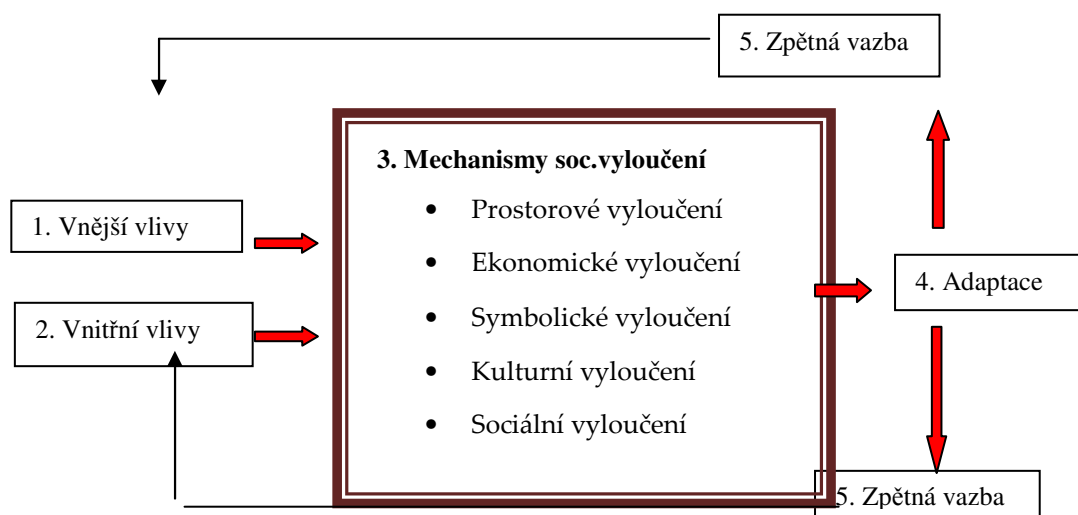 5. Zpětná vazba
3. Mechanismy soc.vyloučení
• Prostorové vyloučení
• Ekonomické vyloučení
• Symbolické vyloučení
• Kulturní vyloučení
• Sociální vyloučení
1. Vnější vlivy
2. Vnitřní vlivy
4. Adaptace
5. Zpětná vazba